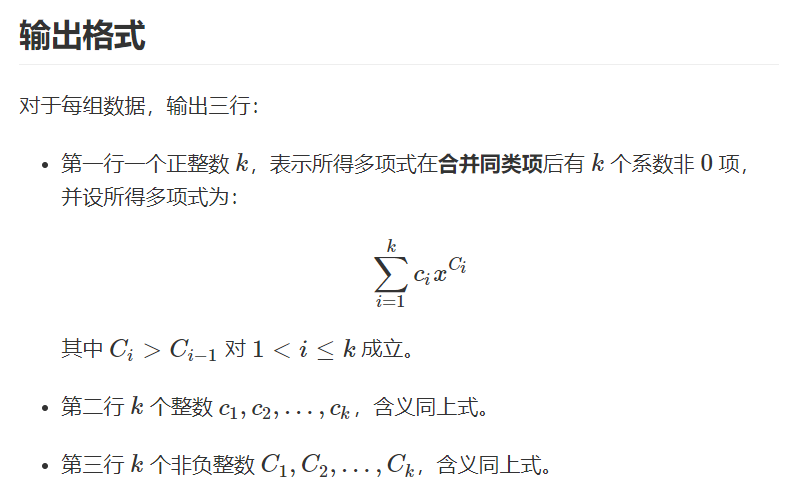 输出格式
对于每组数据，输出三行：
• 第一行一个正整数 $k$，表示所得多项式在合并同类项后有 $k$ 个系数非 $0$ 项，
并设所得多项式为：
$$\sum_{i=1}^{k} c_i x^{C_i}$$
其中 $C_i > C_{i-1}$ 对 $1 < i \leq k$ 成立。
• 第二行 $k$ 个整数 $c_1, c_2, \ldots, c_k$，含义同上式。
• 第三行 $k$ 个非负整数 $C_1, C_2, \ldots, C_k$，含义同上式。